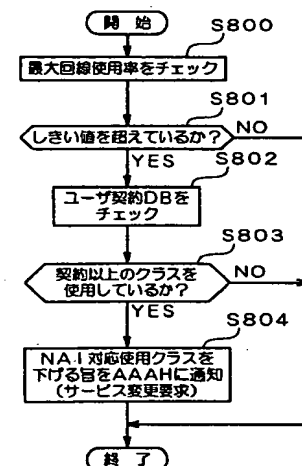 開 始
S800
最大回線使用率をチェック
S801
しきい値を超えているか?
NO
YES
S802
ユーザ契約DBを
チェック
S803
契約以上のクラスを
使用しているか?
NO
YES
S804
NAI対応使用クラスを
下げる旨をAAAHに通知
(サービス変更要求)
終 了